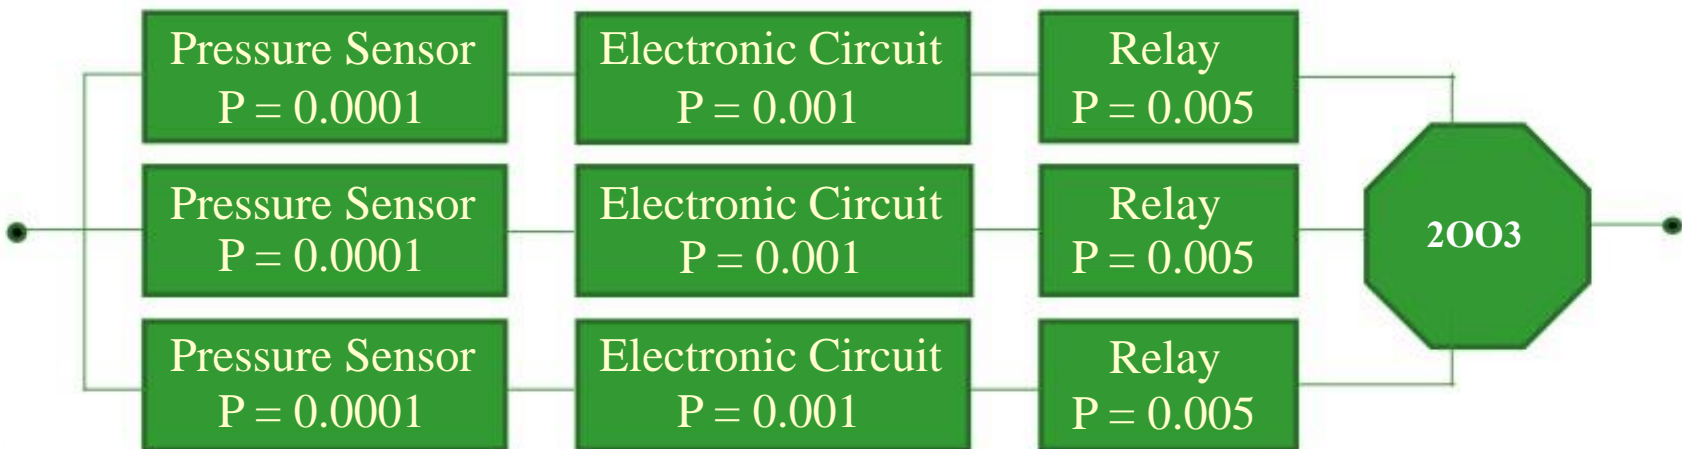 Pressure Sensor
P = 0.0001
Electronic Circuit
P = 0.001
Relay
P = 0.005
Pressure Sensor
P = 0.0001
Electronic Circuit
P = 0.001
Relay
P = 0.005
2OO3
Pressure Sensor
P = 0.0001
Electronic Circuit
P = 0.001
Relay
P = 0.005